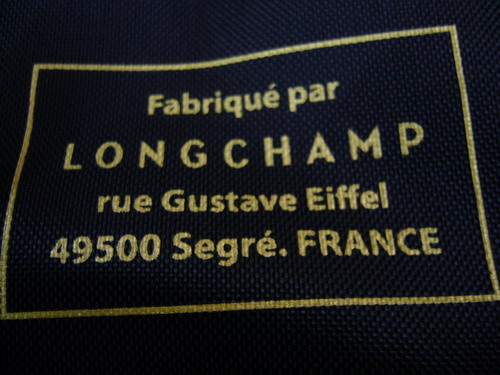 Fabriqué par
LONGCHAMP
rue Gustave Eiffel
49500 Segré. FRANCE